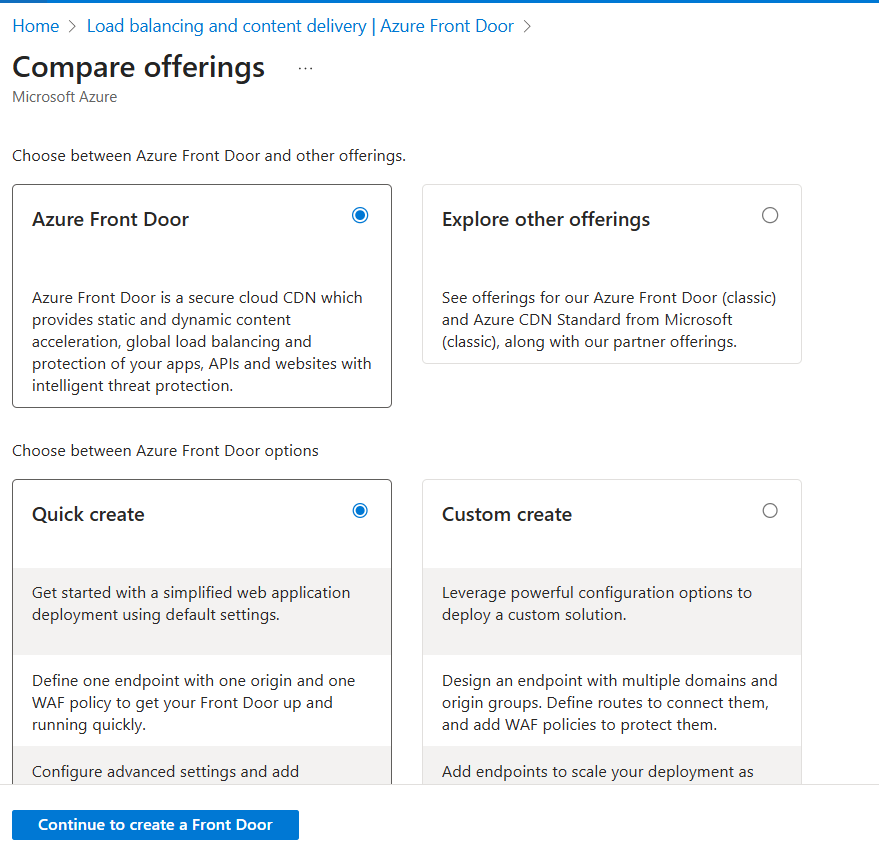 Home > Load balancing and content delivery | Azure Front Door >
Compare offerings ...
Microsoft Azure
Choose between Azure Front Door and other offerings.
Azure Front Door
Azure Front Door is a secure cloud CDN which
provides static and dynamic content
acceleration, global load balancing and
protection of your apps, APIs and websites with
intelligent threat protection.
Explore other offerings
See offerings for our Azure Front Door (classic)
and Azure CDN Standard from Microsoft
(classic), along with our partner offerings.
Choose between Azure Front Door options
Quick create
Get started with a simplified web application
deployment using default settings.
Define one endpoint with one origin and one
WAF policy to get your Front Door up and
running quickly.
Configure advanced settings and add
Custom create
Leverage powerful configuration options to
deploy a custom solution.
Design an endpoint with multiple domains and
origin groups. Define routes to connect them,
and add WAF policies to protect them.
Add endpoints to scale your deployment as
Continue to create a Front Door